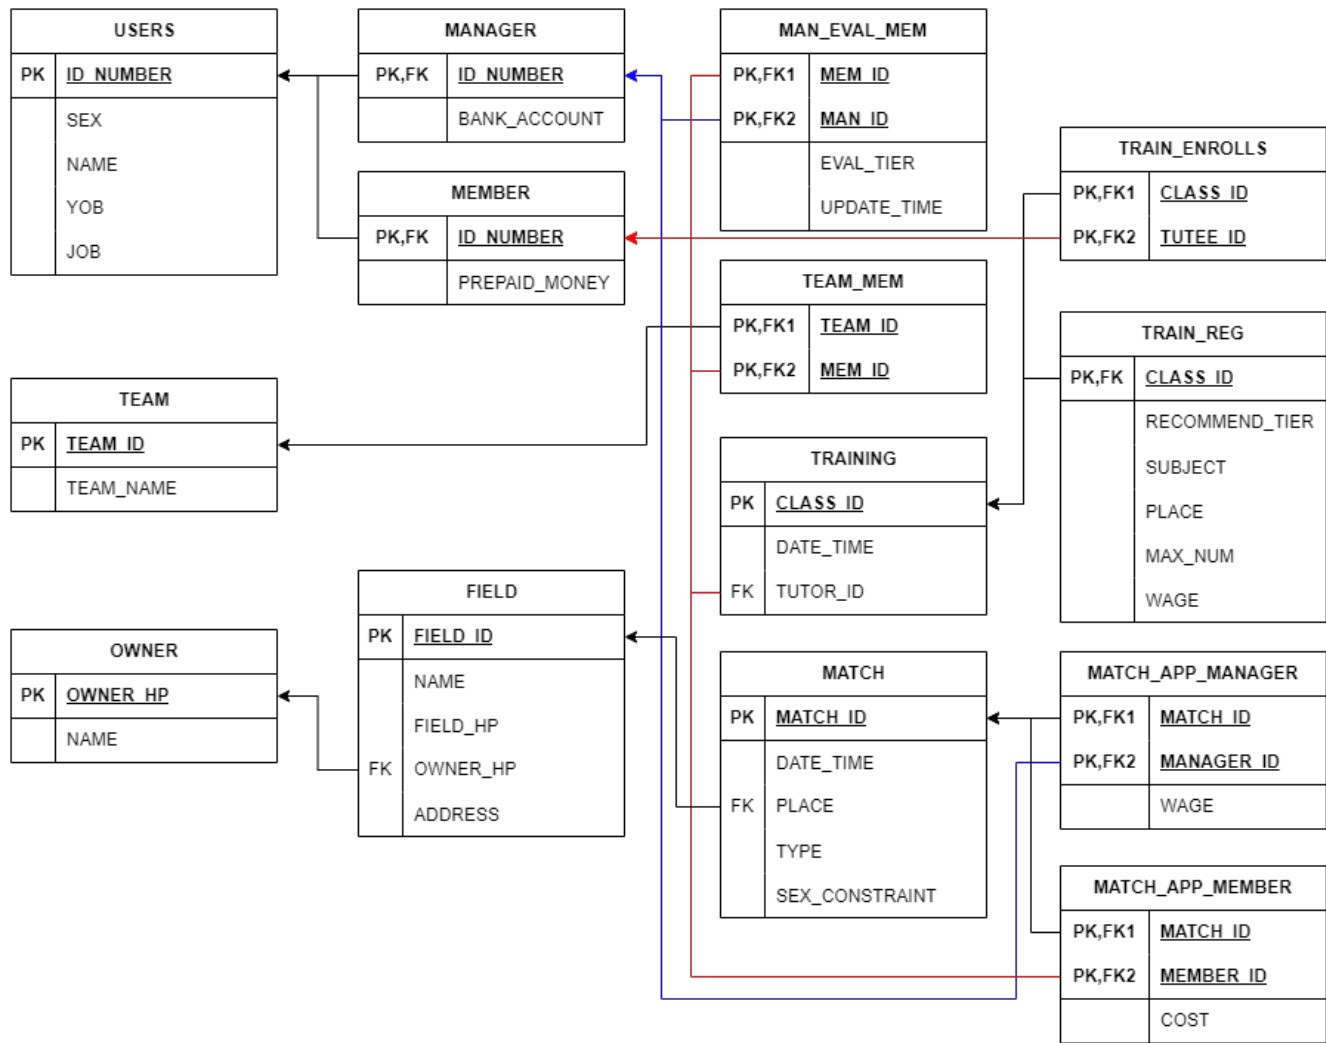 USERS
PK ID_NUMBER
SEX
NAME
YOB
JOB
MANAGER
PK,FK ID_NUMBER
BANK_ACCOUNT
MEMBER
PK,FK ID_NUMBER
PREPAID_MONEY
MAN_EVAL_MEM
PK,FK1 MEM_ID
PK,FK2 MAN_ID
EVAL_TIER
UPDATE_TIME
TRAIN_ENROLLS
PK,FK1 CLASS_ID
PK,FK2 TUTEE_ID
TEAM_MEM
PK,FK1 TEAM_ID
PK,FK2 MEM_ID
TRAIN_REG
PK,FK CLASS_ID
RECOMMEND_TIER
SUBJECT
PLACE
MAX_NUM
WAGE
TEAM
PK TEAM_ID
TEAM_NAME
TRAINING
PK CLASS_ID
DATE_TIME
FK TUTOR_ID
FIELD
PK FIELD_ID
NAME
FIELD_HP
FK OWNER_HP
ADDRESS
OWNER
PK OWNER_HP
NAME
MATCH
PK MATCH_ID
DATE_TIME
FK PLACE
TYPE
SEX_CONSTRAINT
MATCH_APP_MANAGER
PK,FK1 MATCH_ID
PK,FK2 MANAGER_ID
WAGE
MATCH_APP_MEMBER
PK,FK1 MATCH_ID
PK,FK2 MEMBER_ID
COST